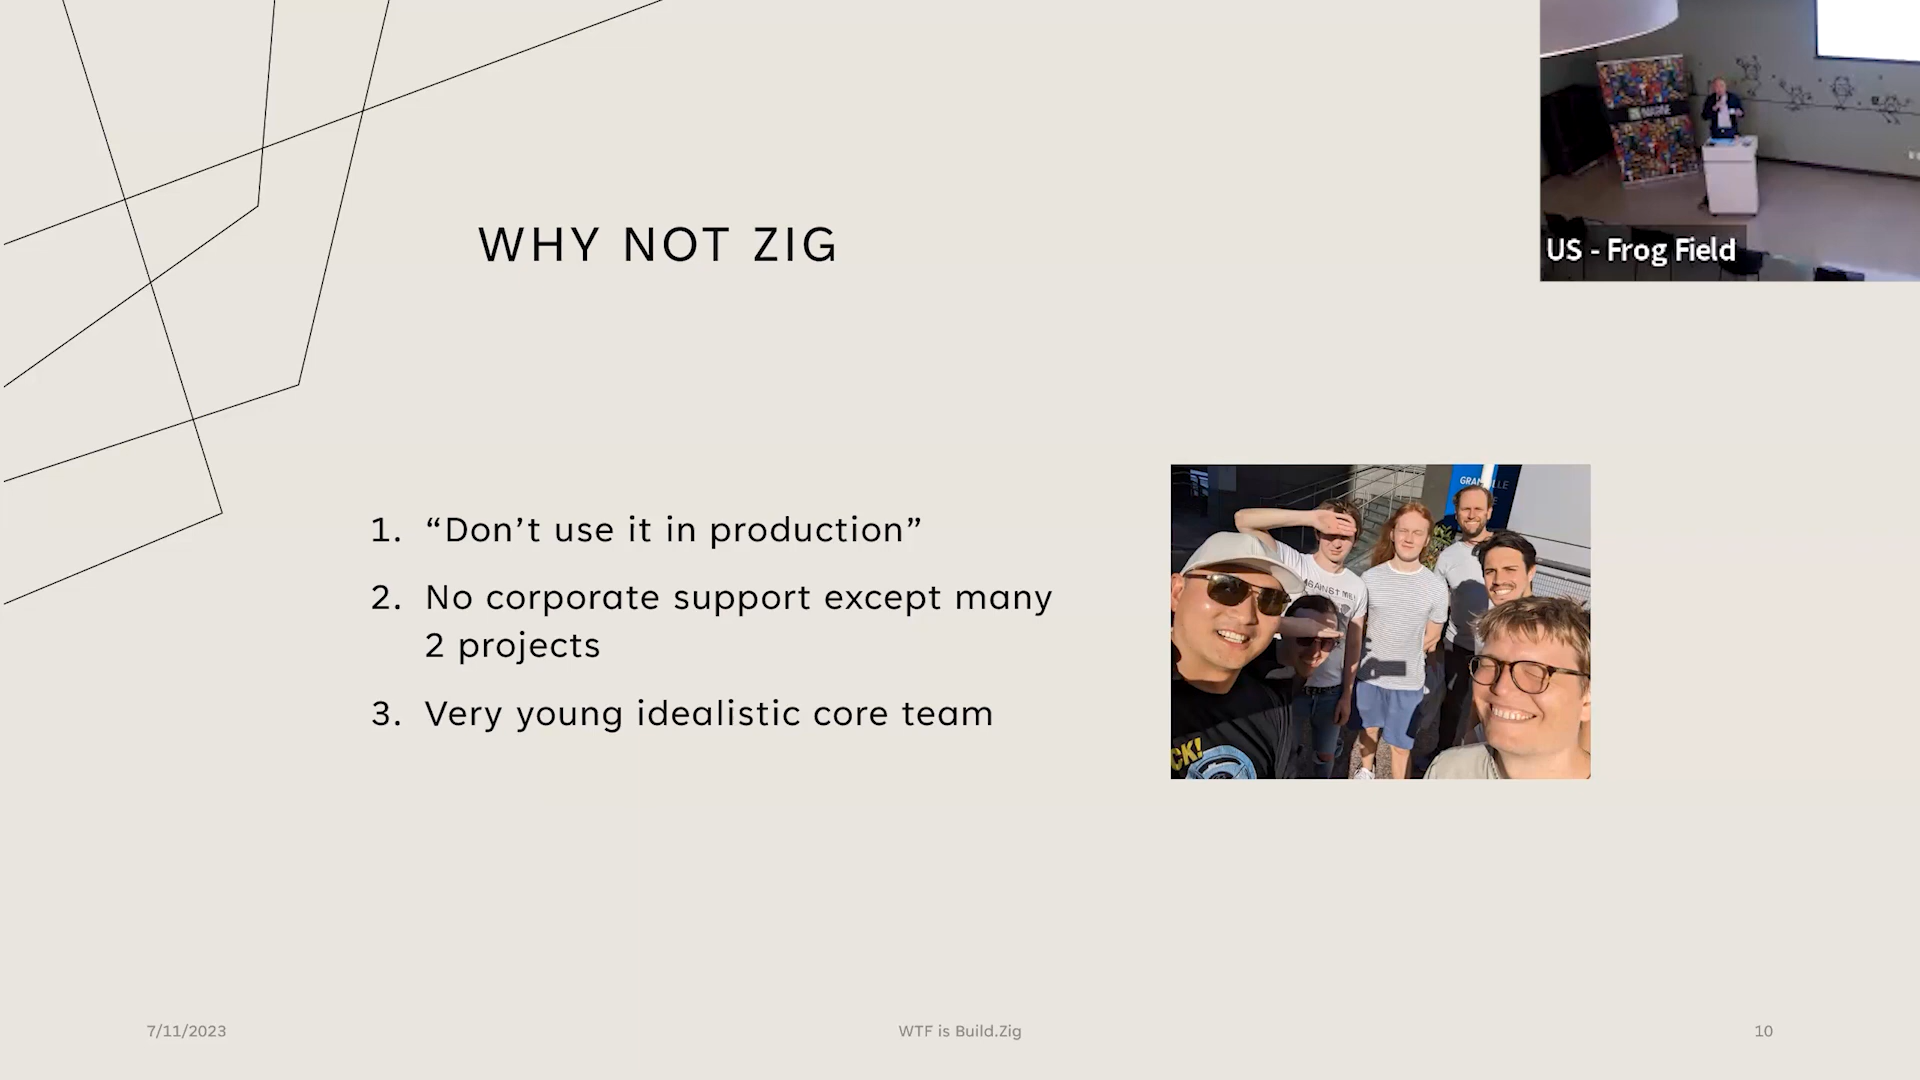 WHY NOT ZIG
US - Frog Field
1. “Don’t use it in production”
2. No corporate support except many
2 projects
3. Very young idealistic core team
CK!
7/11/2023
WTF is Build.Zig
10